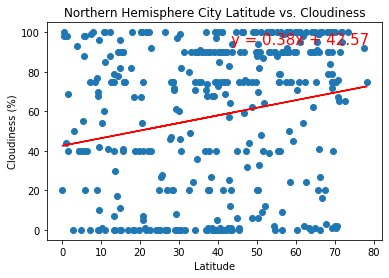 Northern Hemisphere City Latitude vs. Cloudiness
y = 0.38x + 42.57
100
80
60
40
20
0
Cloudiness (%)
0 10 20 30 40 50 60 70 80
Latitude